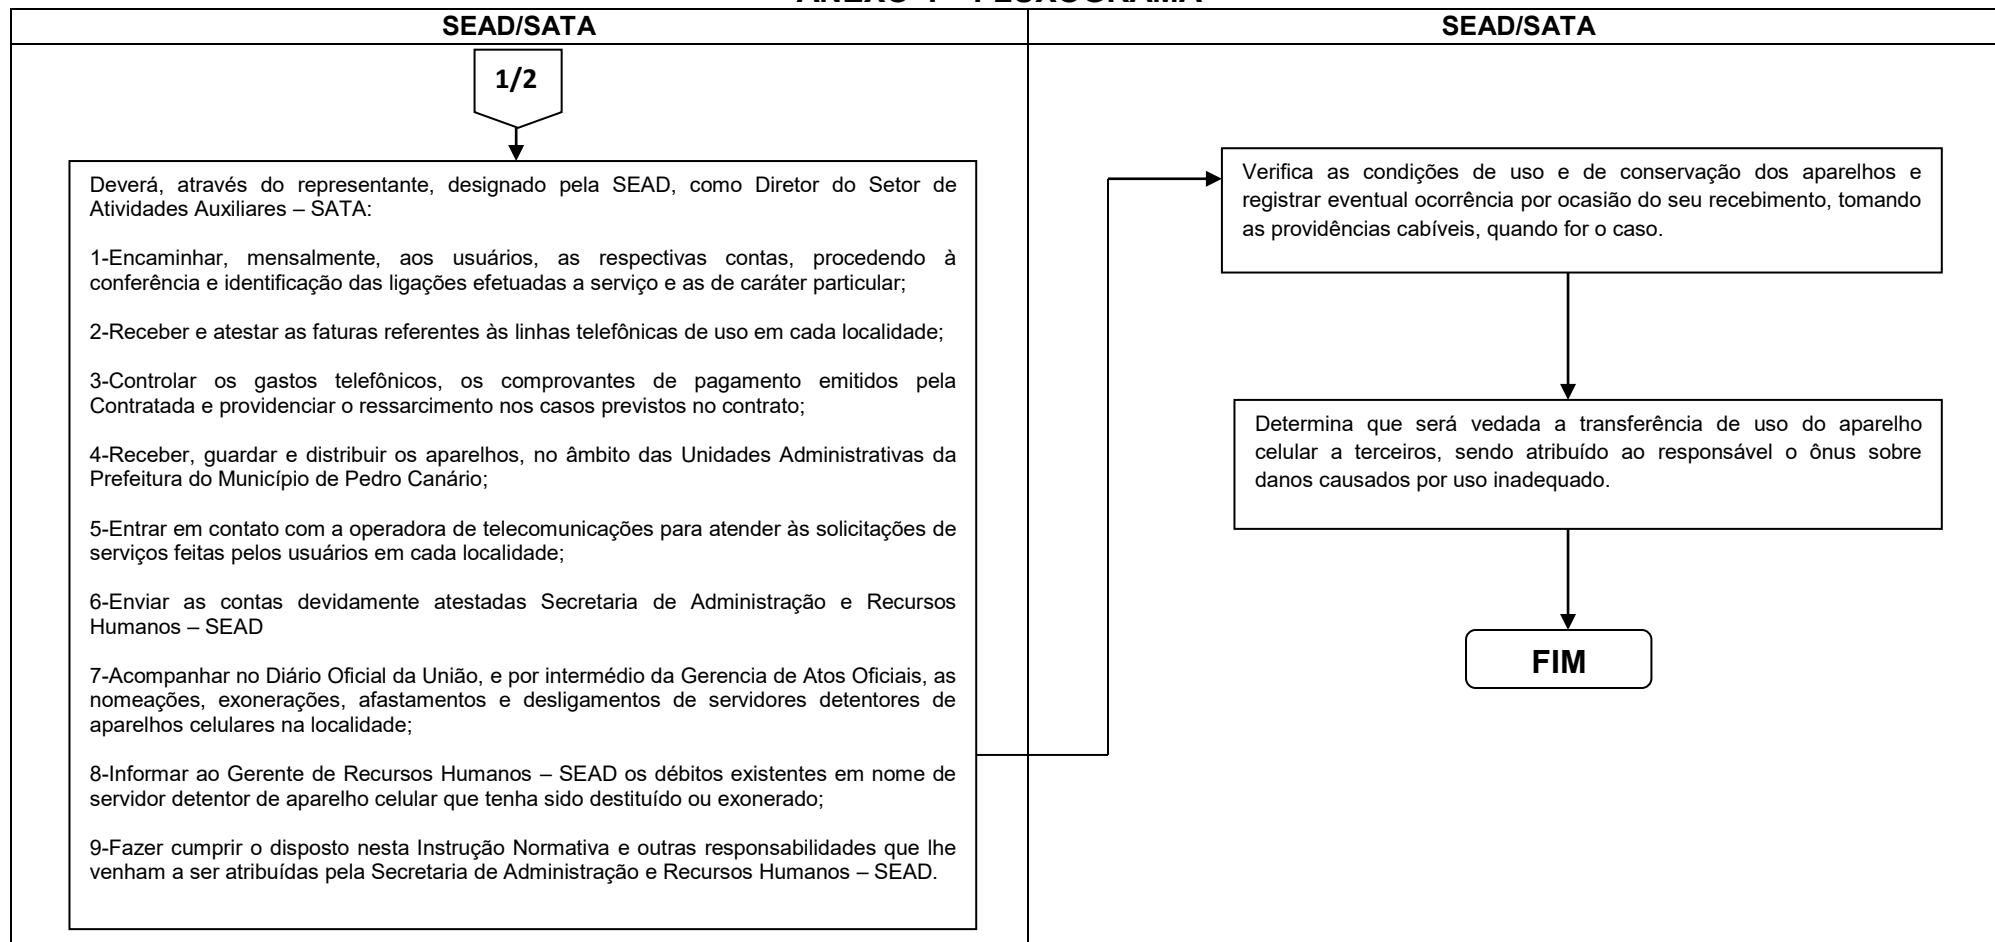 SEAD/SATA
SEAD/SATA
1/2
Deverá, através do representante, designado pela SEAD, como Diretor do Setor de
Atividades Auxiliares – SATA:
1-Encaminhar, mensalmente, aos usuários, as respectivas contas, procedendo à
conferência e identificação das ligações efetuadas a serviço e as de caráter particular;
2-Receber e atestar as faturas referentes às linhas telefônicas de uso em cada localidade;
3-Controlar os gastos telefônicos, os comprovantes de pagamento emitidos pela
Contratada e providenciar o ressarcimento nos casos previstos no contrato;
4-Receber, guardar e distribuir os aparelhos, no âmbito das Unidades Administrativas da
Prefeitura do Município de Pedro Canário;
5-Entrar em contato com a operadora de telecomunicações para atender às solicitações de
serviços feitas pelos usuários em cada localidade;
6-Enviar as contas devidamente atestadas Secretaria de Administração e Recursos
Humanos – SEAD
7-Acompanhar no Diário Oficial da União, e por intermédio da Gerencia de Atos Oficiais, as
nomeações, exonerações, afastamentos e desligamentos de servidores detentores de
aparelhos celulares na localidade;
8-Informar ao Gerente de Recursos Humanos – SEAD os débitos existentes em nome de
servidor detentor de aparelho celular que tenha sido destituído ou exonerado;
9-Fazer cumprir o disposto nesta Instrução Normativa e outras responsabilidades que lhe
venham a ser atribuídas pela Secretaria de Administração e Recursos Humanos – SEAD.
Verifica as condições de uso e de conservação dos aparelhos e
registrar eventual ocorrência por ocasião do seu recebimento, tomando
as providências cabíveis, quando for o caso.
Determina que será vedada a transferência de uso do aparelho
celular a terceiros, sendo atribuído ao responsável o ônus sobre
danos causados por uso inadequado.
FIM